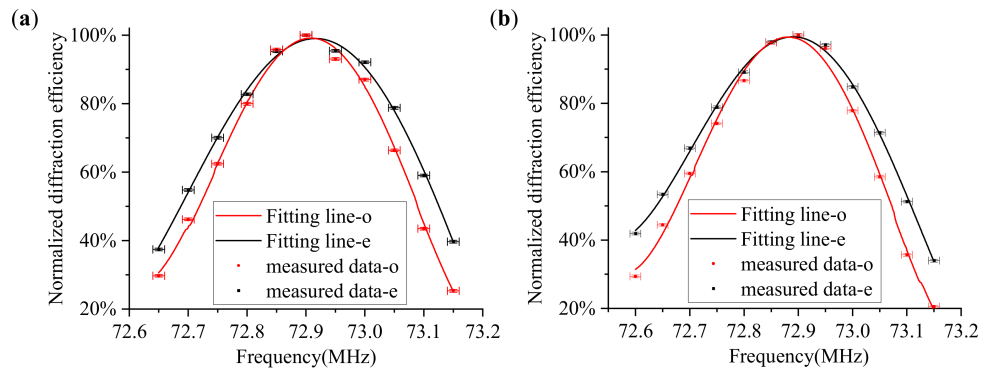 (a)
Normalized diffraction efficiency
100%
80%
60%
40%
20%
Fitting line-o
Fitting line-e
measured data-o
measured data-e
72.6 72.7 72.8 72.9 73.0 73.1 73.2
Frequency(MHz)
(b)
Normalized diffraction efficiency
100%
80%
60%
40%
20%
Fitting line-o
Fitting line-e
measured data-o
measured data-e
72.6 72.7 72.8 72.9 73.0 73.1 73.2
Frequency(MHz)